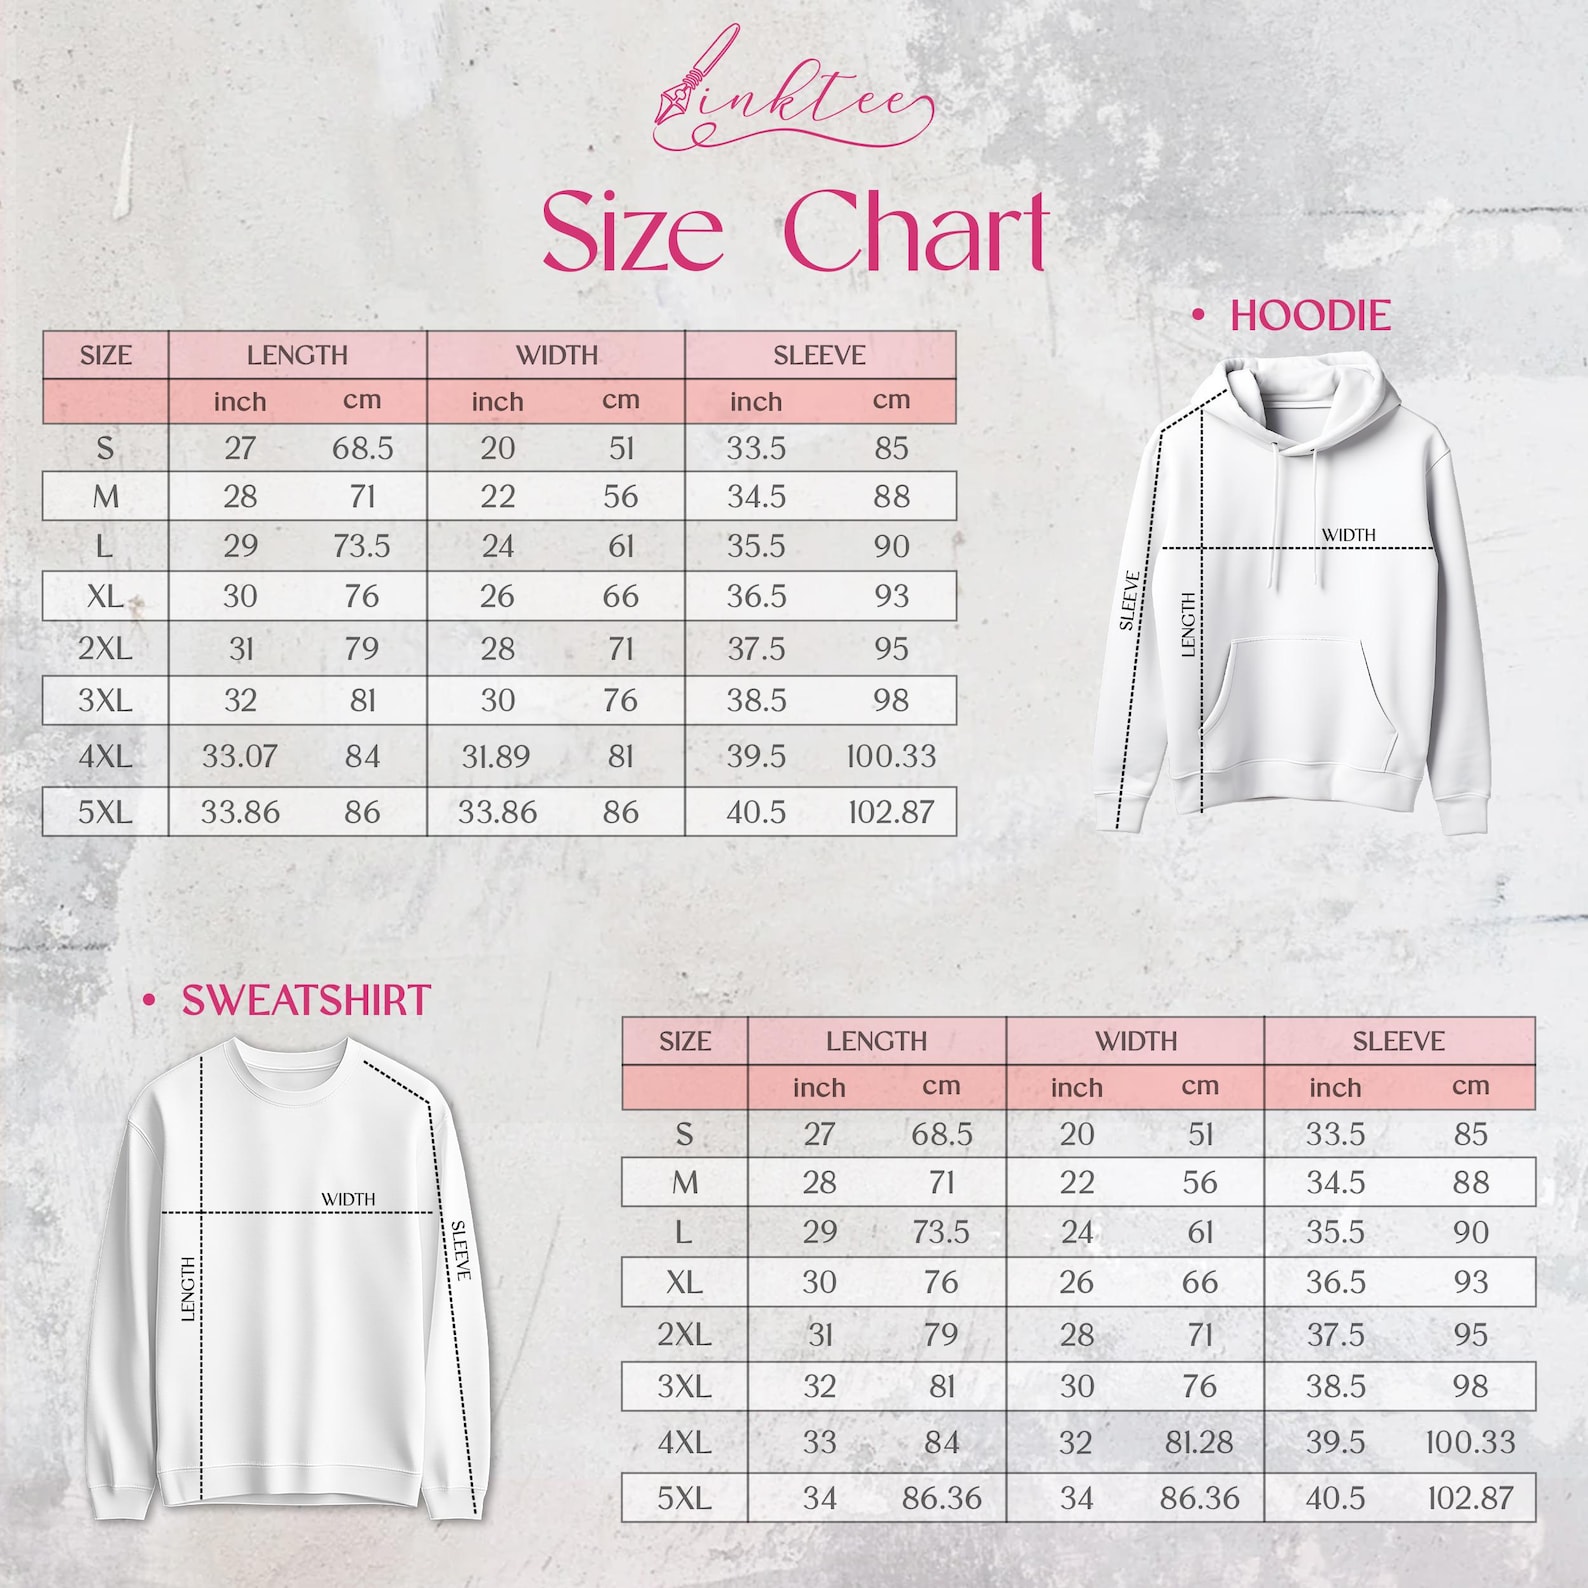 inktee
Size Chart
• HOODIE
SIZE LENGTH WIDTH SLEEVE
inch cm inch cm inch cm
S 27 68.5 20 51 33.5 85
M 28 71 22 56 34.5 88
L 29 73.5 24 61 35.5 90
XL 30 76 26 66 36.5 93
2XL 31 79 28 71 37.5 95
3XL 32 81 30 76 38.5 98
4XL 33.07 84 31.89 81 39.5 100.33
5XL 33.86 86 33.86 86 40.5 102.87
WIDTH
SLEEVE
LENGTH
• SWEATSHIRT
WIDTH
SLEEVE
LENGTH
SIZE LENGTH WIDTH SLEEVE
inch cm inch cm inch cm
S 27 68.5 20 51 33.5 85
M 28 71 22 56 34.5 88
L 29 73.5 24 61 35.5 90
XL 30 76 26 66 36.5 93
2XL 31 79 28 71 37.5 95
3XL 32 81 30 76 38.5 98
4XL 33 84 32 81.28 39.5 100.33
5XL 34 86.36 34 86.36 40.5 102.87